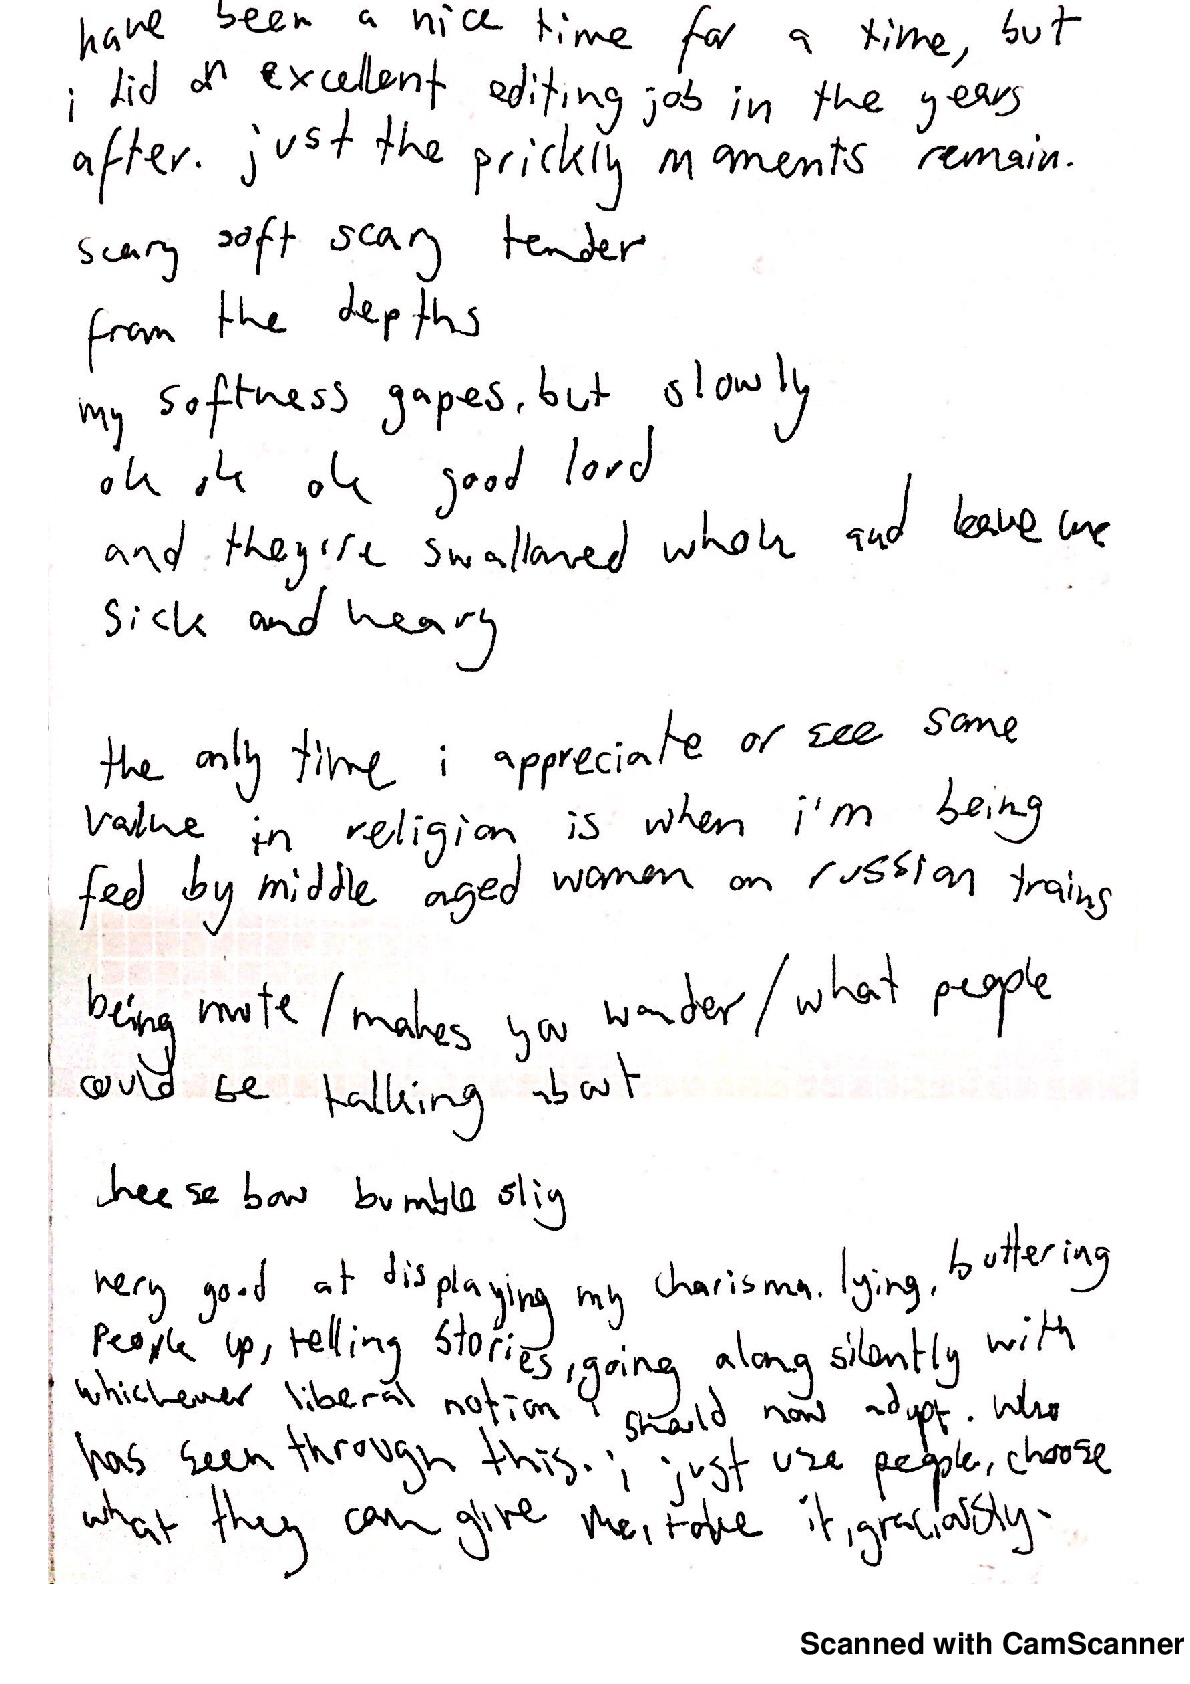 have been a nice time for a time, but
i did an excellent editing job in the years
after. just the prickly moments remain.
scary soft scary tender
from the depths
my softness gapes, but slowly
ok ok ok good lord
and they're swallowed whole and leave me
sick and heavy
the only time i appreciate or see some
value in religion is when i'm being
fed by middle aged women on russian trains
being mute / makes you wonder / what people
could be talking about
bumble
very good at displaying my charisma. lying, buttering
people up, telling stories, going along silently with
whichever liberal notion i should now adopt. who
has seen through this. i just use people, choose
what they can give me, take it, graciously.
Scanned with CamScanner